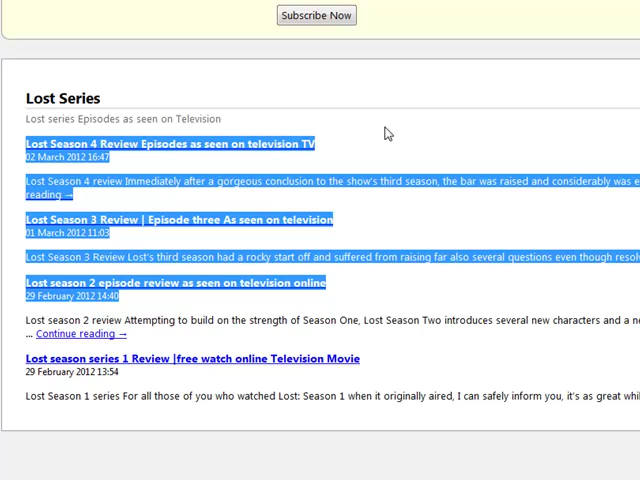 Subscribe Now
Lost Series
Lost series Episodes as seen on Television
Lost Season 4 Review Episodes as seen on television TV
02 March 2012 16:47
Lost Season 4 review Immediately after a gorgeous conclusion to the show's third season, the bar was raised and considerably was e
reading →
Lost Season 3 Review | Episode three As seen on television
01 March 2012 11:03
Lost Season 3 Review Lost's third season had a rocky start off and suffered from raising far also several questions even though resol
Lost season 2 episode review as seen on television online
29 February 2012 14:40
Lost season 2 review Attempting to build on the strength of Season One, Lost Season Two introduces several new characters and a ne
... Continue reading →
Lost season series 1 Review |free watch online Television Movie
29 February 2012 13:54
Lost Season 1 series For all those of you who watched Lost: Season 1 when it originally aired, I can safely inform you, it's as great whil